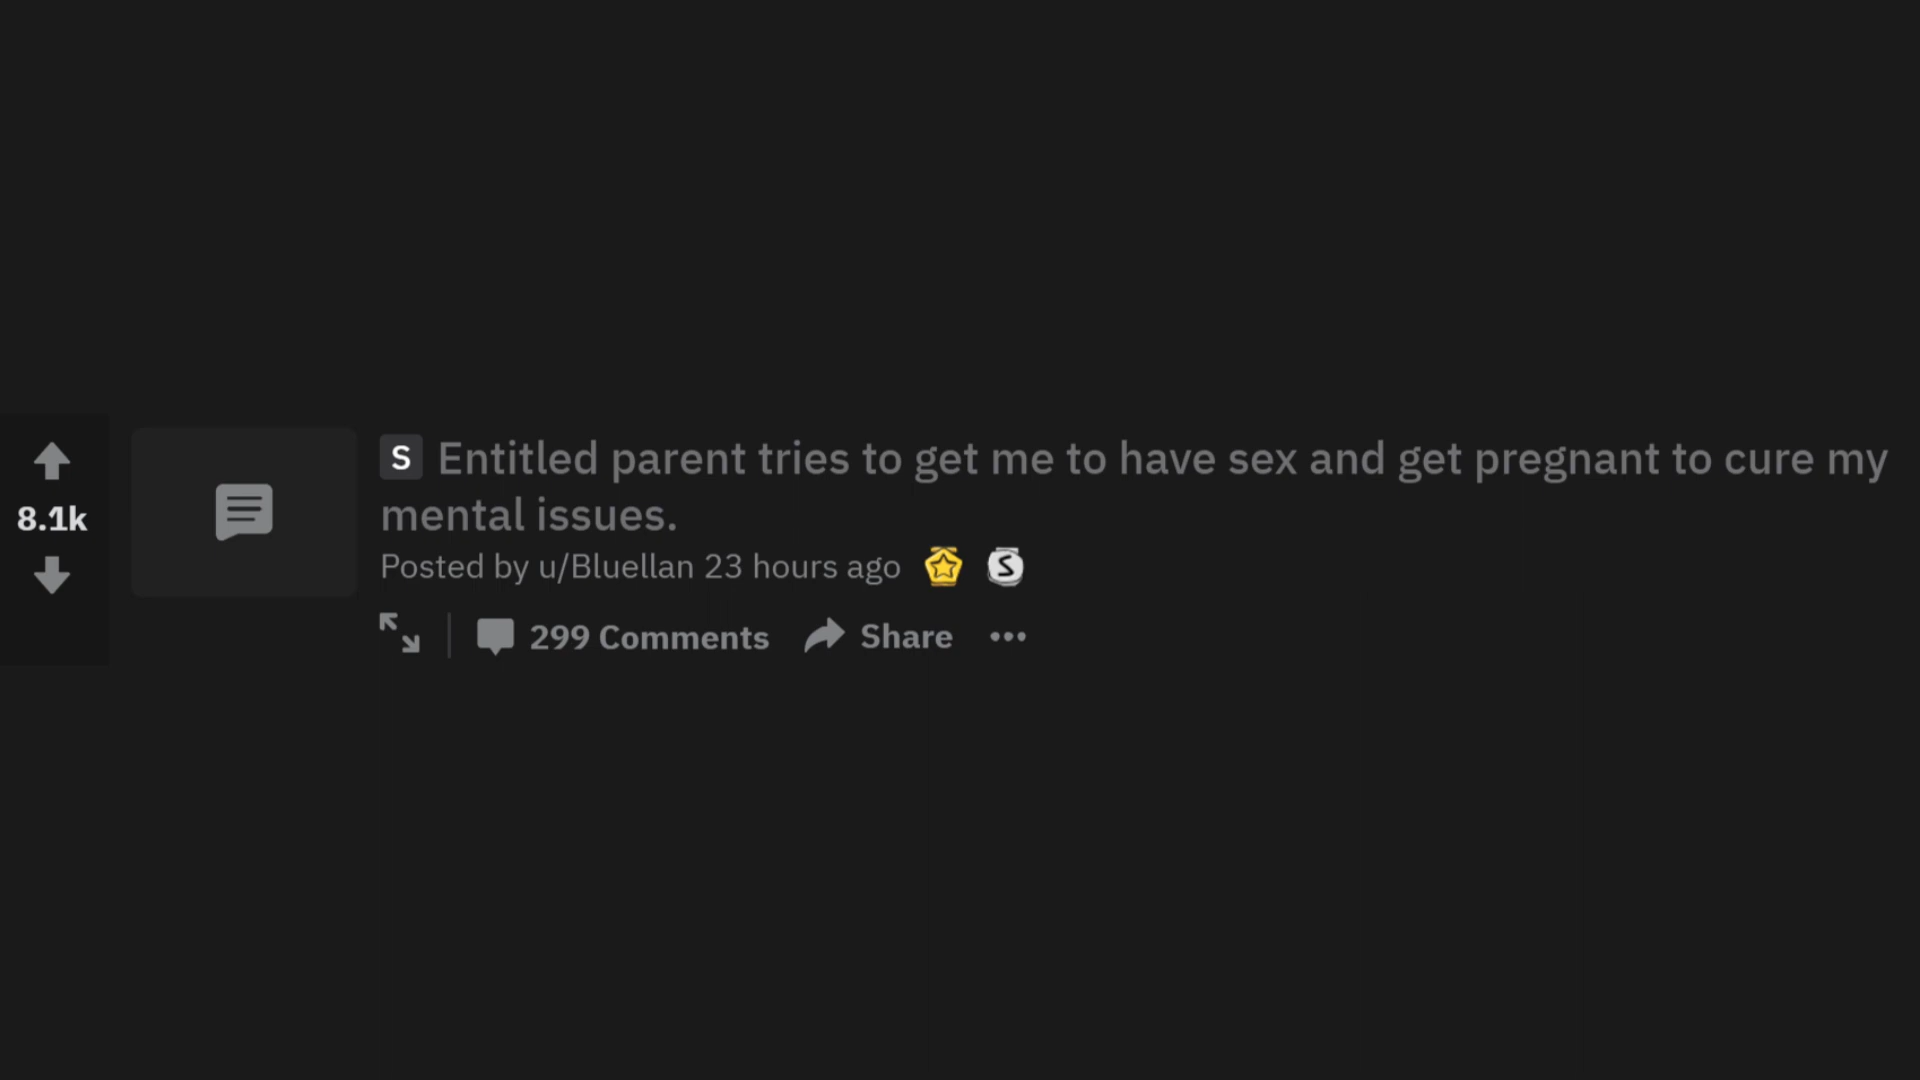 8.1k
S Entitled parent tries to get me to have sex and get pregnant to cure my
mental issues.
Posted by u/Bluellan 23 hours ago S
299 Comments Share